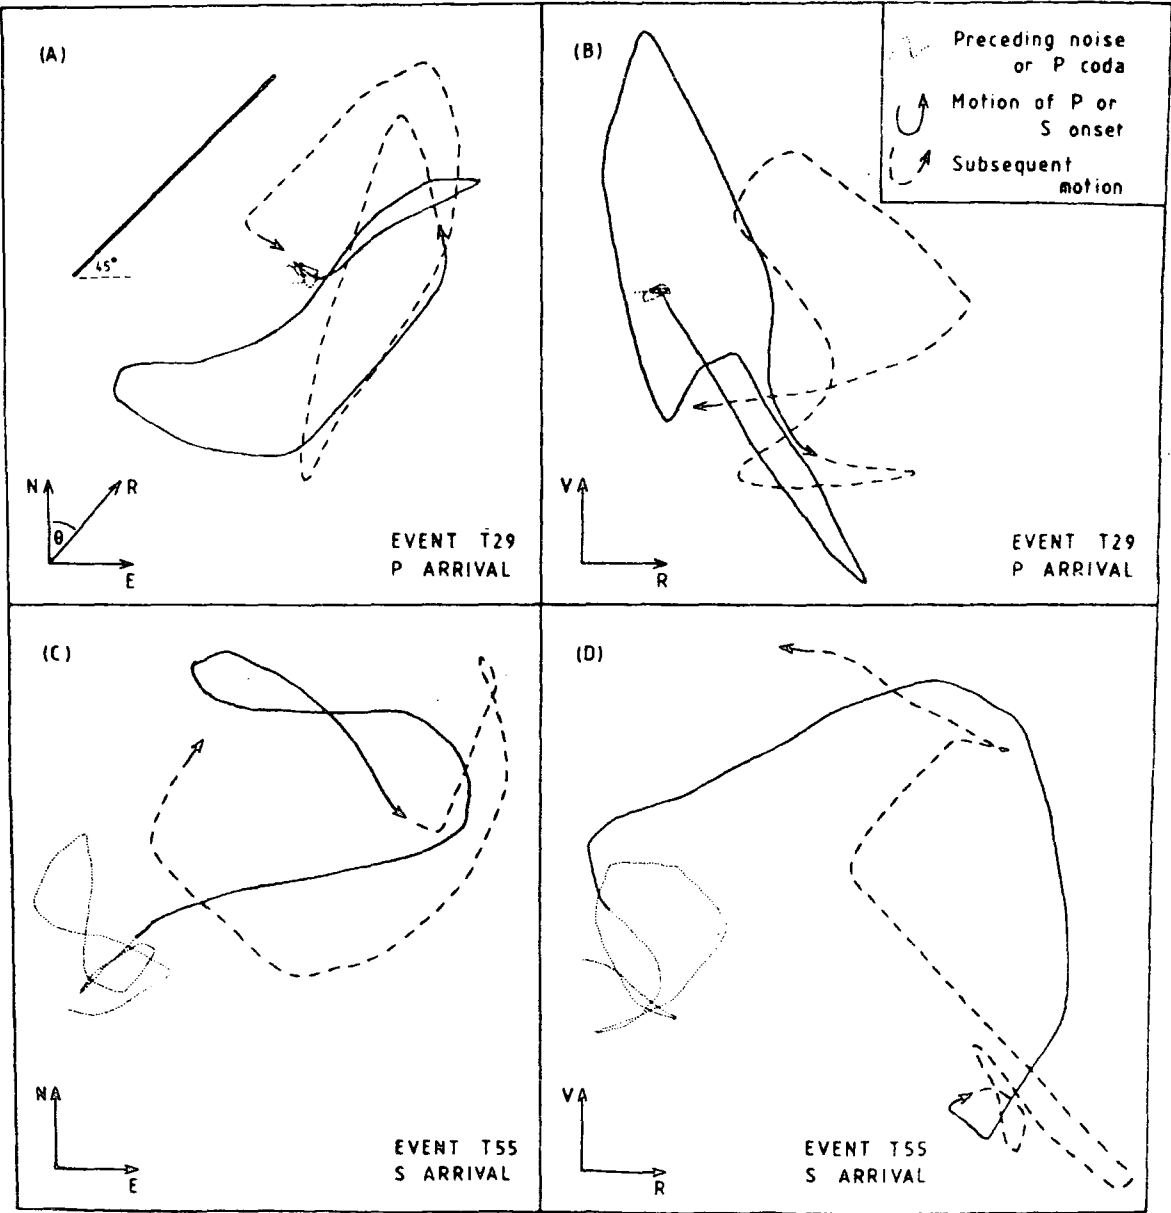 (A)
45°
N
R
θ
E
EVENT T29
P ARRIVAL
(B)
Preceding noise
or P coda
Motion of P or
S onset
Subsequent
motion
V
R
EVENT T29
P ARRIVAL
(C)
N
E
EVENT T55
S ARRIVAL
(D)
V
R
EVENT T55
S ARRIVAL